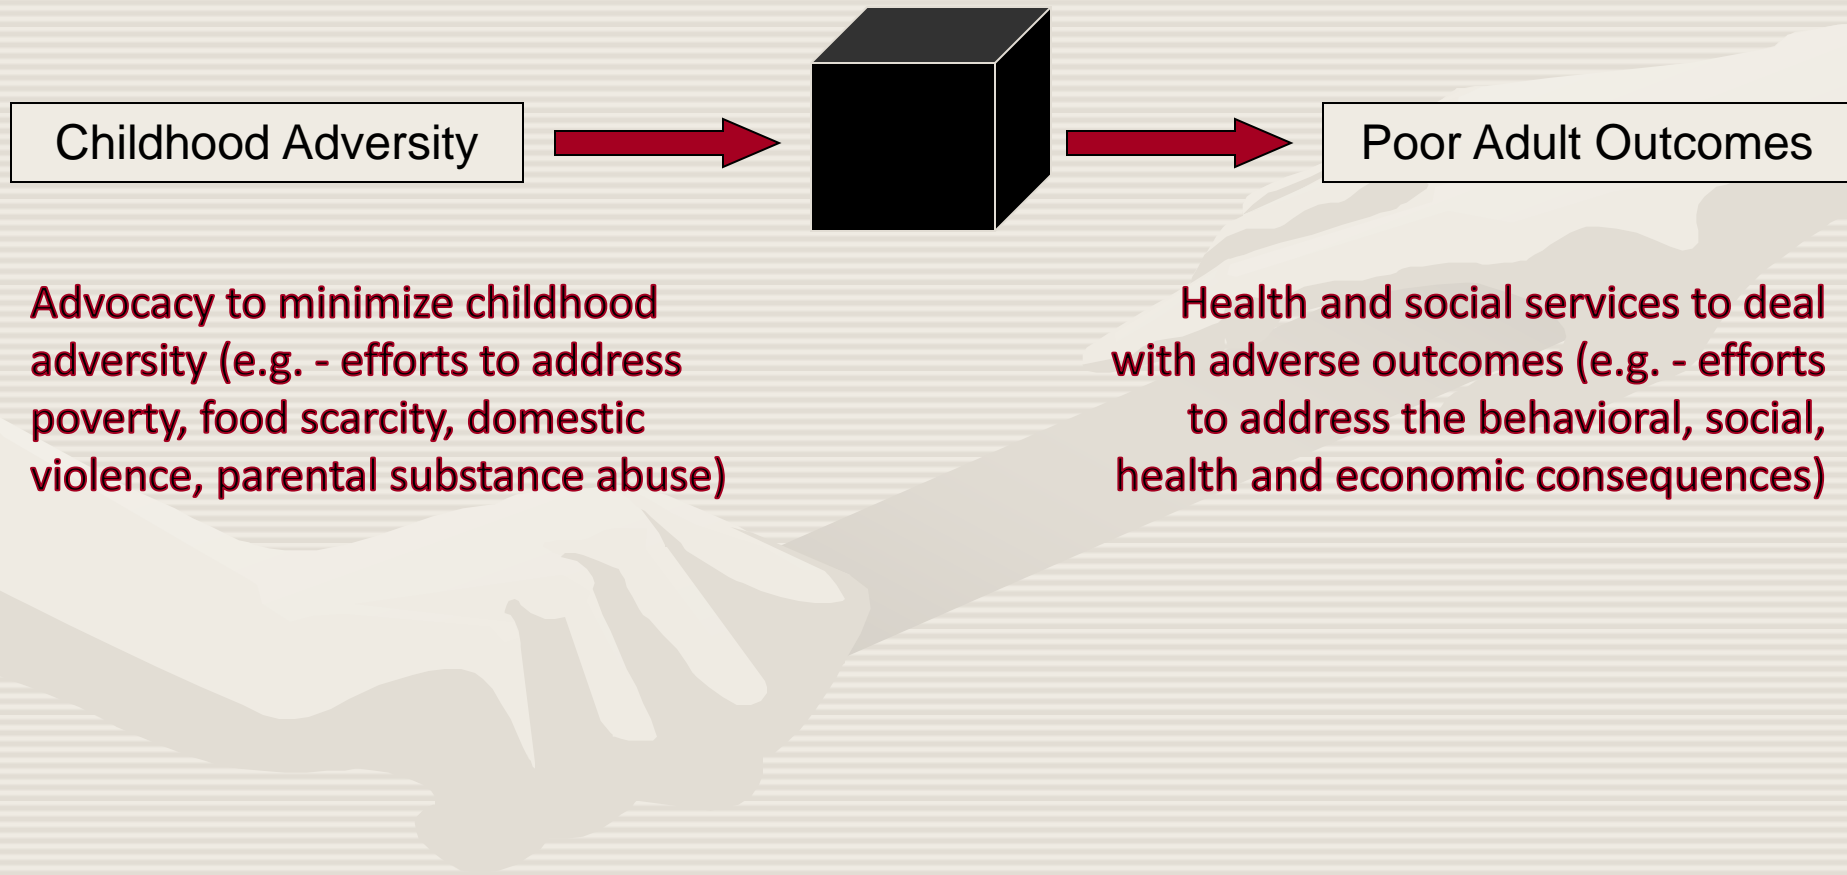 Childhood Adversity
Poor Adult Outcomes
Advocacy to minimize childhood
adversity (e.g. - efforts to address
poverty, food scarcity, domestic
violence, parental substance abuse)
Health and social services to deal
with adverse outcomes (e.g. - efforts
to address the behavioral, social,
health and economic consequences)